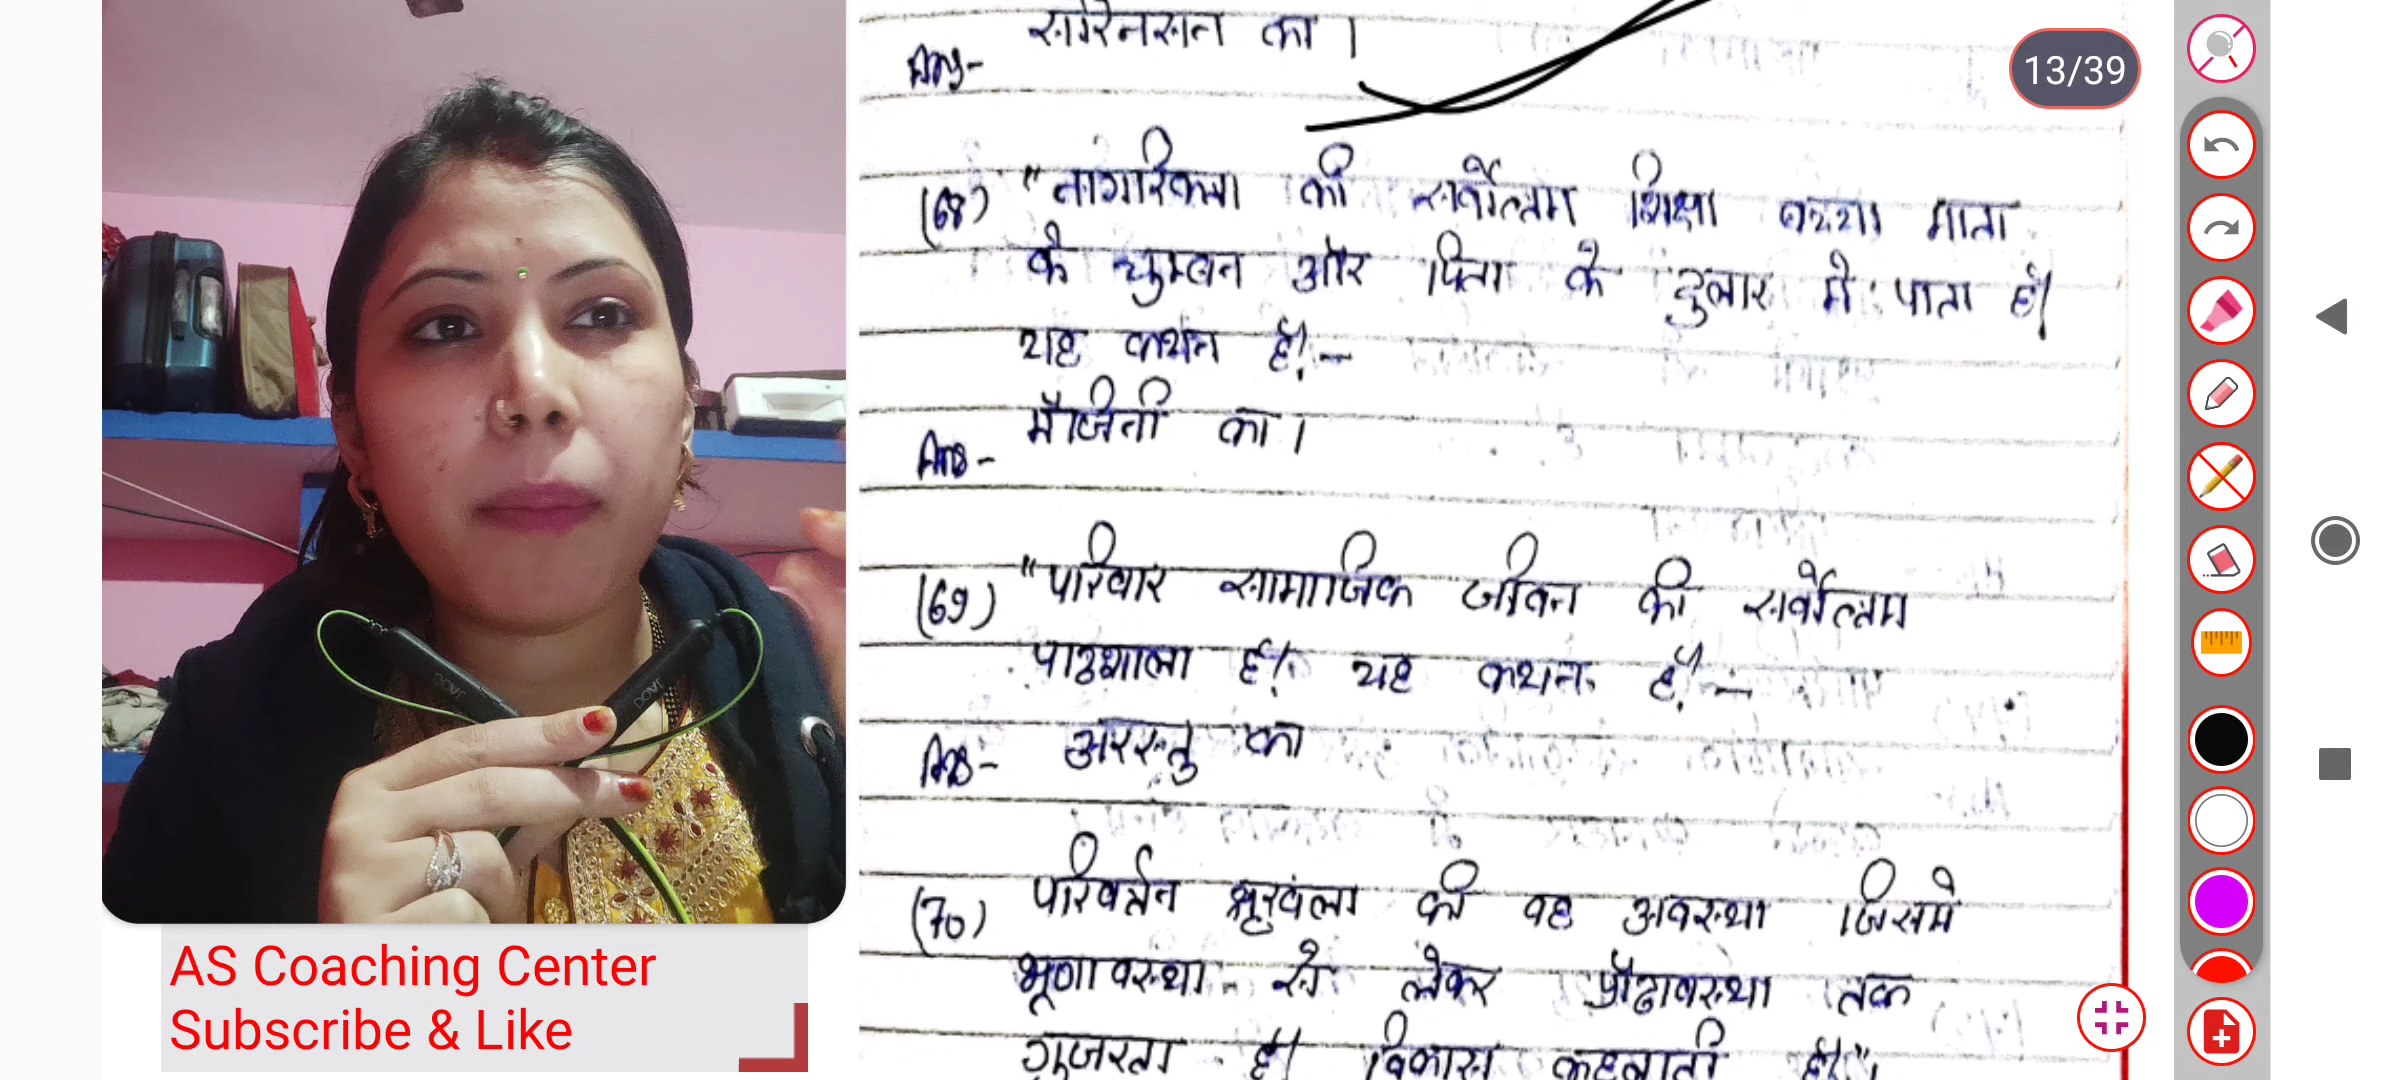 सोरेनसन का।
Ans-
(68) "नागरिकता की सर्वोत्तम शिक्षा बच्चा माता
के चुम्बन और पिता के दुलार मे पाता है।
यह कथन है!-
मैजिनी का।
Ans-
(69) "परिवार सामाजिक जीवन की सर्वोत्तम
पाठशाला है। यह कथन है!-
Ans- अरस्तु का
(70) परिवर्तन श्रृखंला की वह अवस्था जिसमे
भ्रूणावस्था से लेकर प्रौढावस्था तक
गुजरता है। विकास कहलाती है।"
13/39
AS Coaching Center
Subscribe & Like